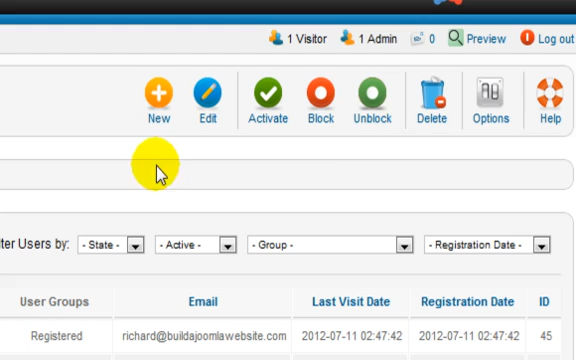 1 Visitor 1 Admin 0 Preview Log out
New Edit Activate Block Unblock Delete Options Help
ter Users by: - State - - Active - - Group - - Registration Date -
User Groups Email Last Visit Date Registration Date ID
Registered richard@buildajoomlawebsite.com 2012-07-11 02:47:42 2012-07-11 02:47:42 45